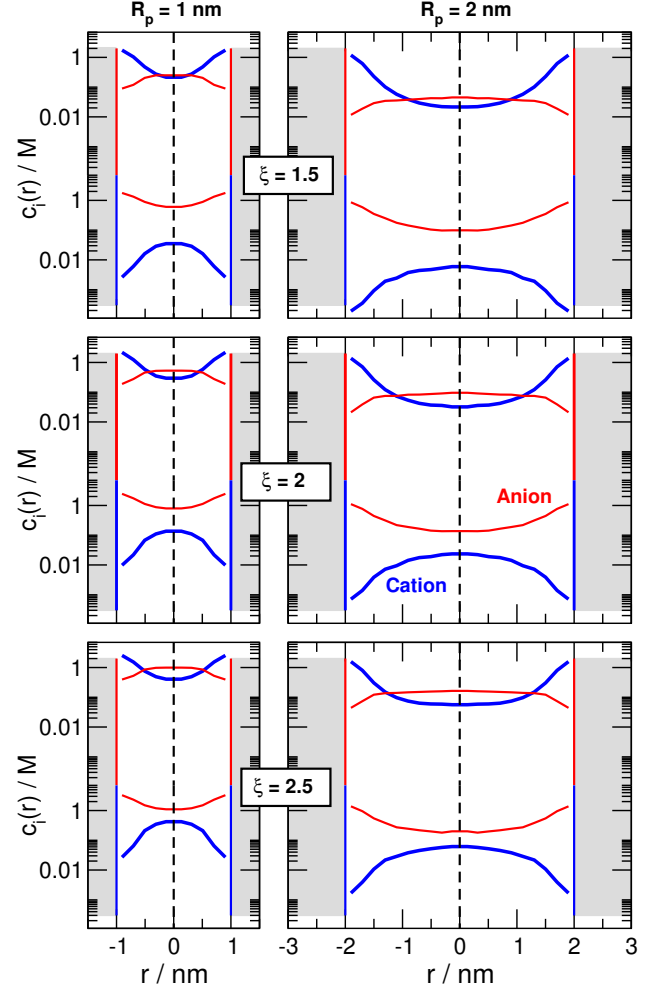 R_p = 1 nm
R_p = 2 nm
c_i(r) / M
1
0.01
1
0.01
ξ = 1.5
c_i(r) / M
1
0.01
1
0.01
ξ = 2
Anion
Cation
c_i(r) / M
1
0.01
1
0.01
ξ = 2.5
-1 0 1
-3 -2 -1 0 1 2 3
r / nm
r / nm